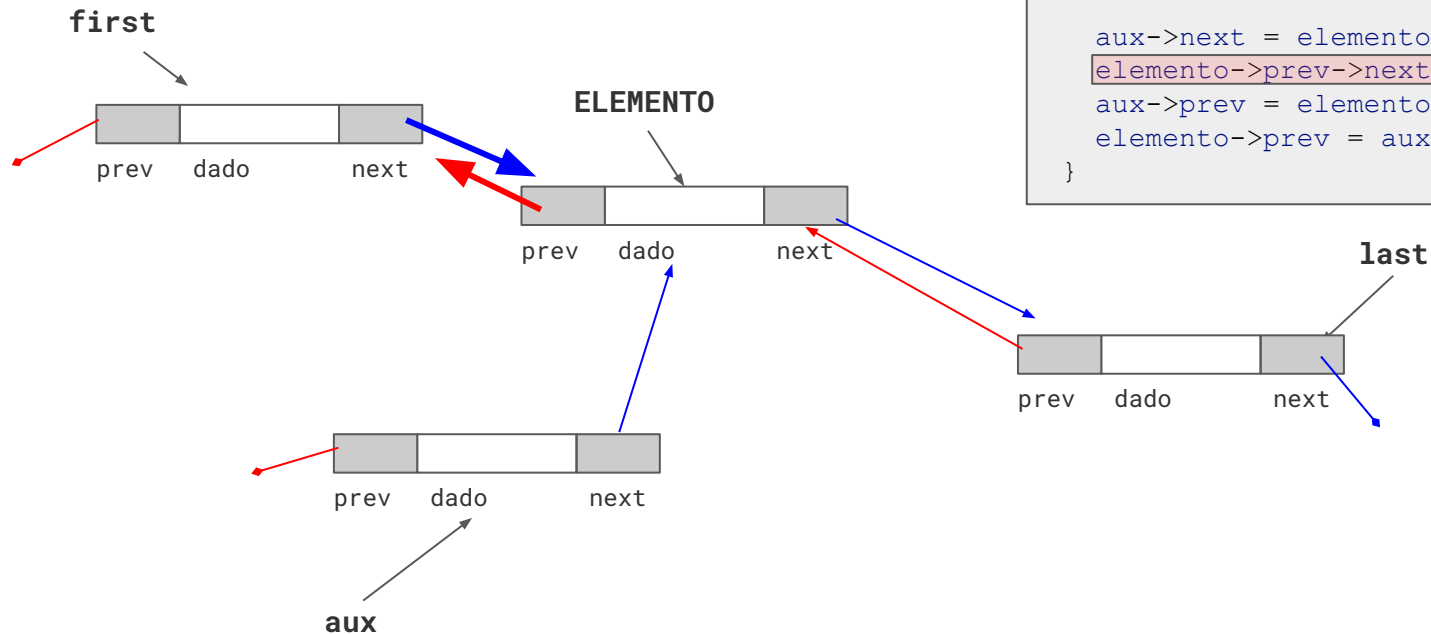 first
prev dado next
ELEMENTO
prev dado next
aux->next = elemento
elemento->prev->next
aux->prev = elemento
elemento->prev = aux
}
last
prev dado next
prev dado next
aux